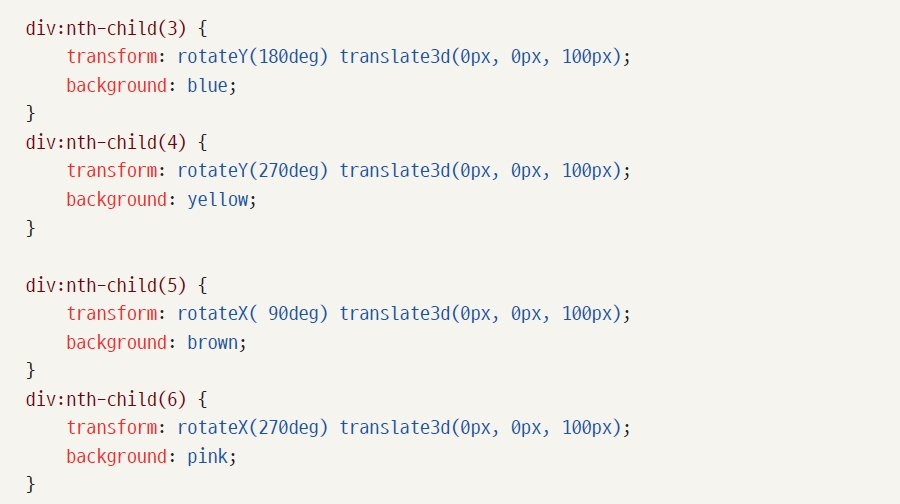 div:nth-child(3) {
    transform: rotateY(180deg) translate3d(0px, 0px, 100px);
    background: blue;
}
div:nth-child(4) {
    transform: rotateY(270deg) translate3d(0px, 0px, 100px);
    background: yellow;
}

div:nth-child(5) {
    transform: rotateX( 90deg) translate3d(0px, 0px, 100px);
    background: brown;
}
div:nth-child(6) {
    transform: rotateX(270deg) translate3d(0px, 0px, 100px);
    background: pink;
}